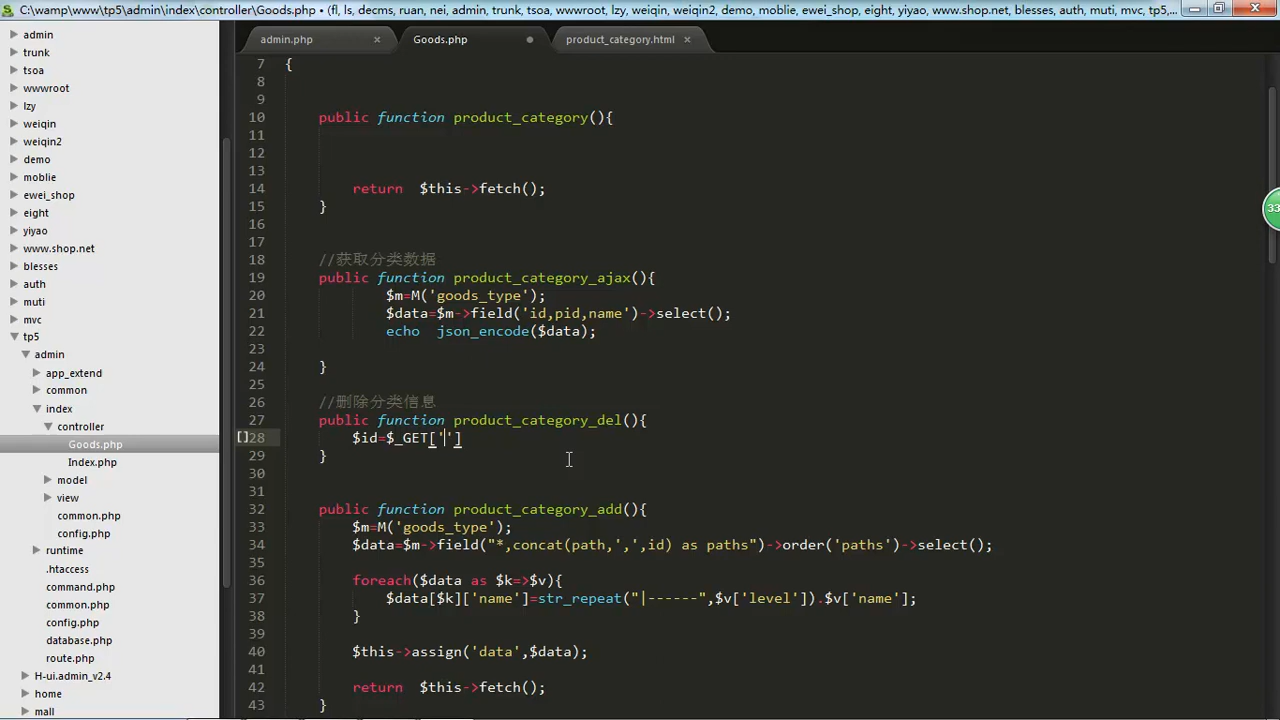 C:\wamp\www\tp5\admin\index\controller\Goods.php • (fl, ls, decms, ruan, nei, admin, trunk, tsoa, wwwroot, lzy, weiqin, weiqin2, demo, moblie, ewei_shop, eight, yiyao, www.shop.net, blesses, auth, muti, mvc, tp5,
admin.php × Goods.php • product_category.html ×
admin
trunk
tsoa
wwwroot
lzy
weiqin
weiqin2
demo
moblie
ewei_shop
eight
yiyao
www.shop.net
blesses
auth
muti
mvc
tp5
admin
app_extend
common
index
controller
Goods.php
Index.php
model
view
common.php
config.php
runtime
.htaccess
command.php
common.php
config.php
database.php
route.php
H-ui.admin_v2.4
home
mall
7 {
8
9
10 public function product_category(){
11
12
13
14 return $this->fetch();
15 }
16
17
18 //获取分类数据
19 public function product_category_ajax(){
20 $m=M('goods_type');
21 $data=$m->field('id,pid,name')->select();
22 echo json_encode($data);
23
24 }
25
26 //删除分类信息
27 public function product_category_del(){
[]28 $id=$_GET['']
29 }
30
31
32 public function product_category_add(){
33 $m=M('goods_type');
34 $data=$m->field("*,concat(path,',',id) as paths")->order('paths')->select();
35
36 foreach($data as $k=>$v){
37 $data[$k]['name']=str_repeat("|------",$v['level']).$v['name'];
38 }
39
40 $this->assign('data',$data);
41
42 return $this->fetch();
43 }
33